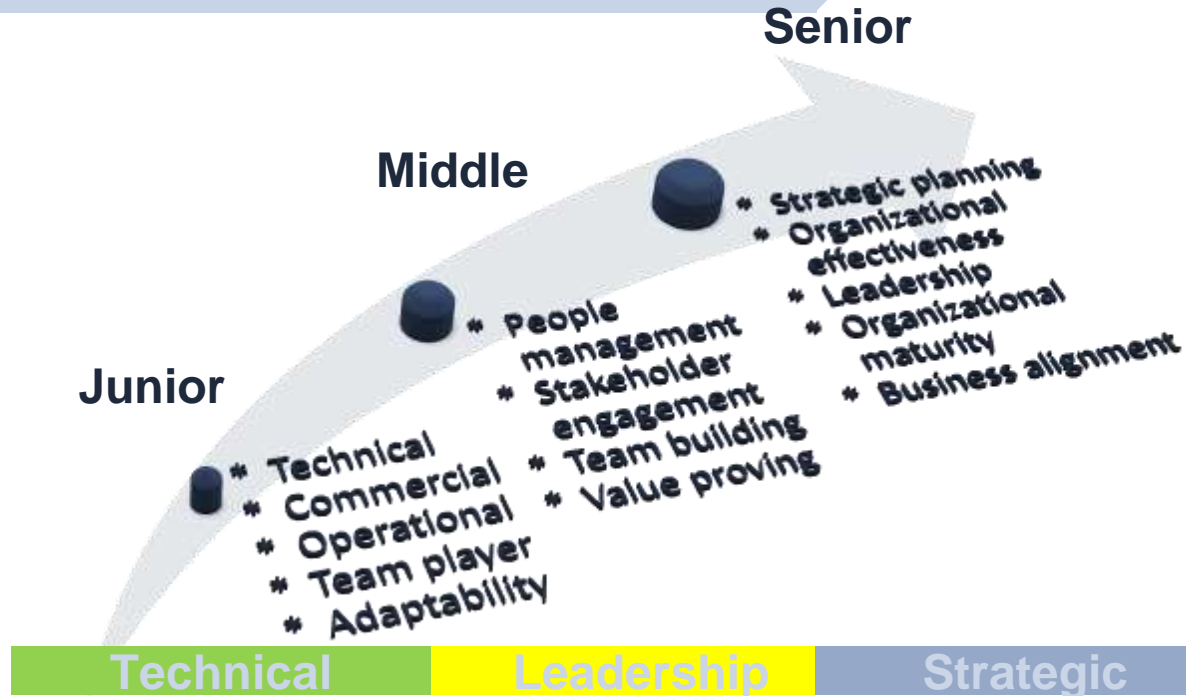 Senior
Middle
Junior
* Strategic planning
* Organizational
effectiveness
* Leadership
* Organizational
maturity
* Business alignment
* People
management
* Stakeholder
engagement
* Team building
* Value proving
* Technical
* Commercial
* Operational
* Team player
* Adaptability
Technical Leadership Strategic